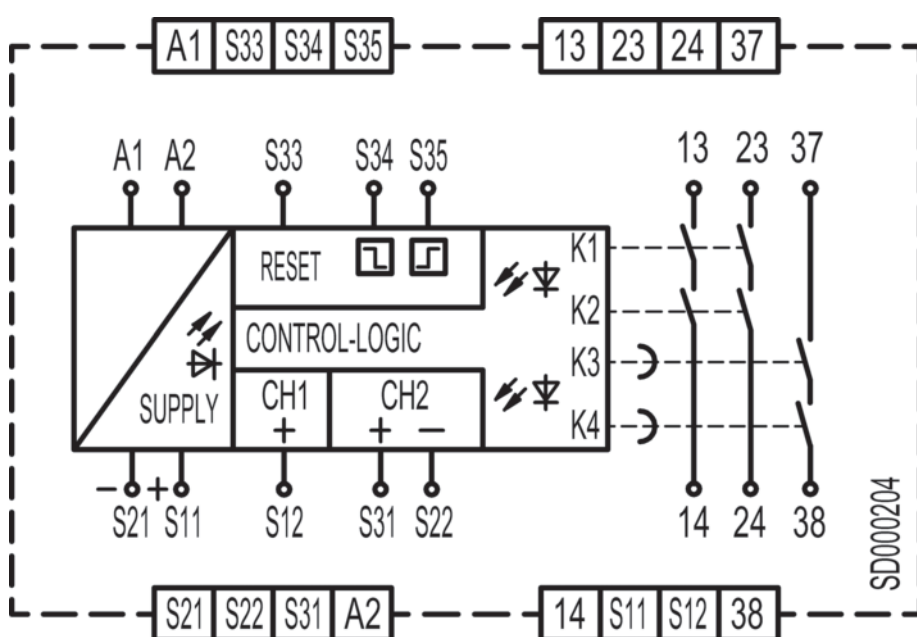 A1 S33 S34 S35 13 23 24 37
A1 A2 S33 S34 S35 13 23 37
RESET K1
K2
CONTROL-LOGIC
K3
SUPPLY CH1 CH2
+ + − K4
− + 
S21 S11 S12 S31 S22 14 24 38
SD000204
S21 S22 S31 A2 14 S11 S12 38